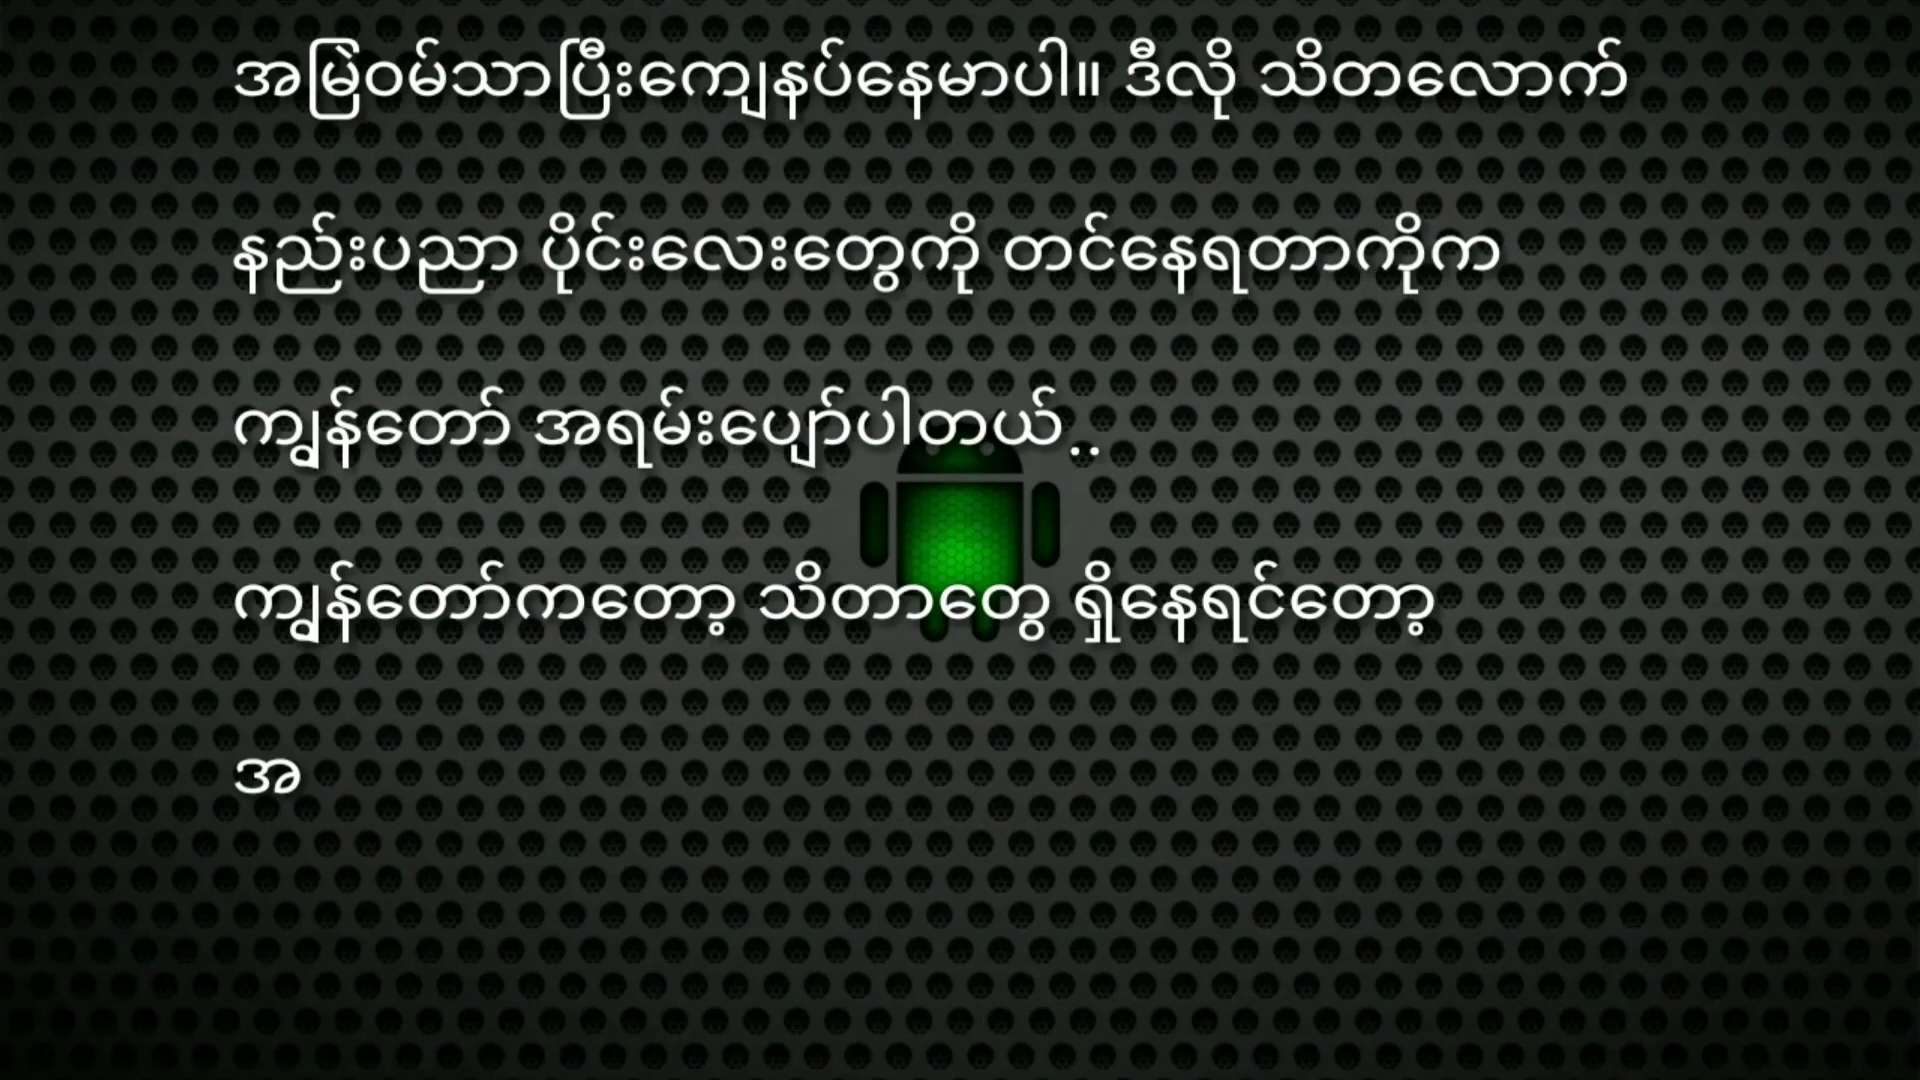 အမြဲဝမ်သာပြီးကျေနပ်နေမာပါ။ ဒီလို သိတလောက်
နည်းပညာ ပိုင်းလေးတွေကို တင်နေရတာကိုက
ကျွန်တော် အရမ်းပျော်ပါတယ်..
ကျွန်တော်ကတော့ သိတာတွေ ရှိနေရင်တော့
အ